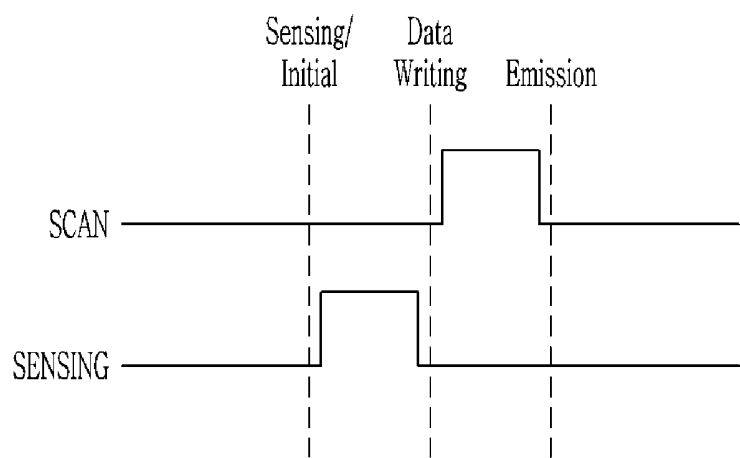 Sensing/
Initial
Data
Writing
Emission
SCAN
SENSING